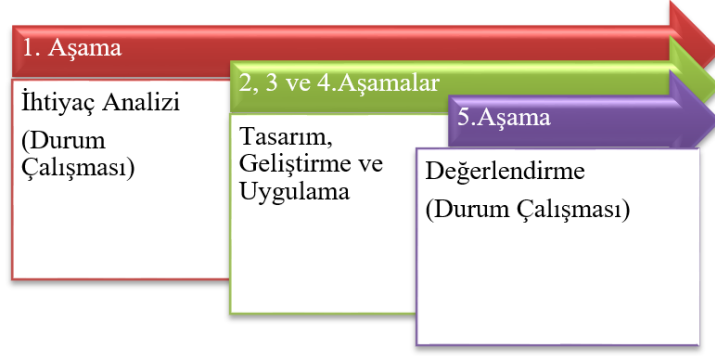 1. Aşama
İhtiyaç Analizi
(Durum
Çalışması)
2, 3 ve 4.Aşamalar
Tasarım,
Geliştirme ve
Uygulama
5.Aşama
Değerlendirme
(Durum Çalışması)